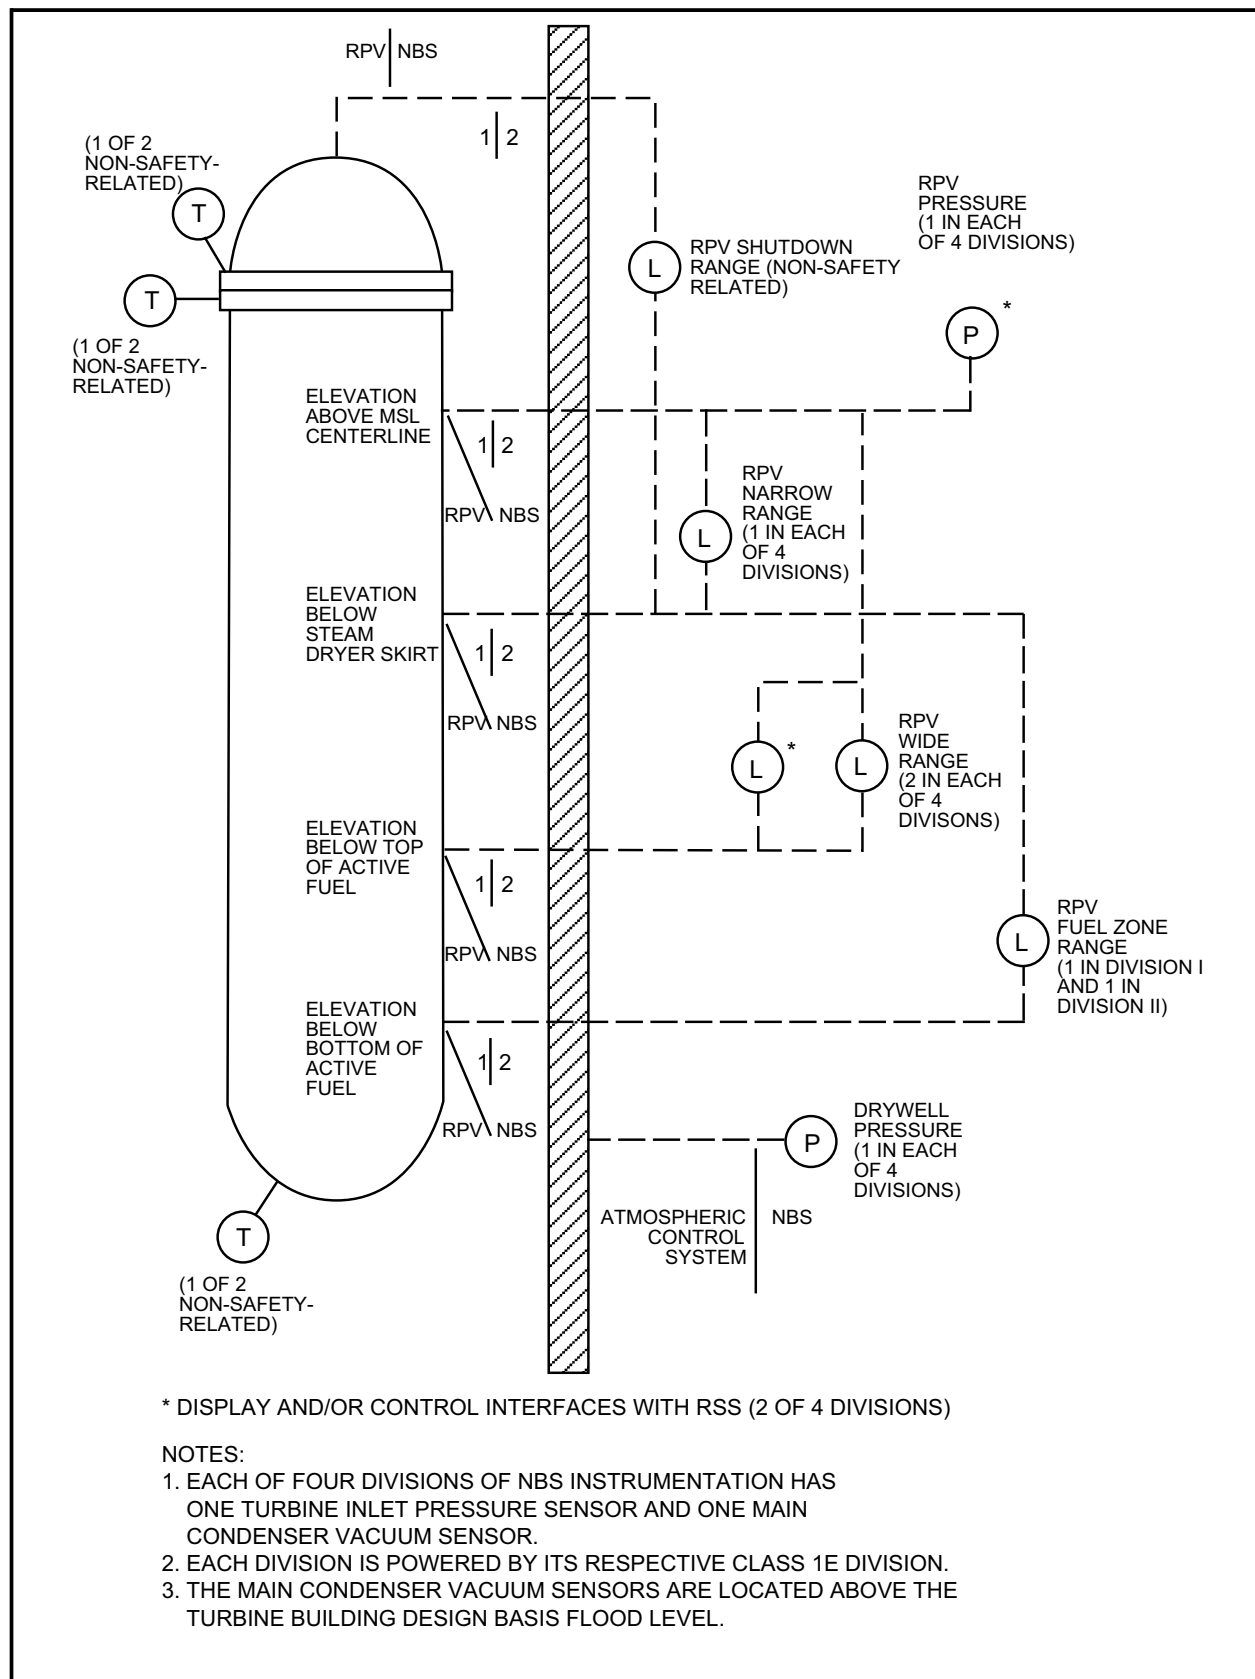 RPV NBS
1 2
(1 OF 2
NON-SAFETY-
RELATED)
T
T
(1 OF 2
NON-SAFETY-
RELATED)
L
RPV SHUTDOWN
RANGE (NON-SAFETY
RELATED)
RPV
PRESSURE
(1 IN EACH
OF 4 DIVISIONS)
P *
ELEVATION
ABOVE MSL
CENTERLINE
1 2
RPV NBS
L
RPV
NARROW
RANGE
(1 IN EACH
OF 4
DIVISIONS)
ELEVATION
BELOW
STEAM
DRYER SKIRT
1 2
RPV NBS
L *
L
RPV
WIDE
RANGE
(2 IN EACH
OF 4
DIVISONS)
ELEVATION
BELOW TOP
OF ACTIVE
FUEL
1 2
RPV NBS
L
RPV
FUEL ZONE
RANGE
(1 IN DIVISION I
AND 1 IN
DIVISION II)
ELEVATION
BELOW
BOTTOM OF
ACTIVE
FUEL
1 2
RPV NBS
P
DRYWELL
PRESSURE
(1 IN EACH
OF 4
DIVISIONS)
ATMOSPHERIC
CONTROL
SYSTEM
NBS
T
(1 OF 2
NON-SAFETY-
RELATED)
* DISPLAY AND/OR CONTROL INTERFACES WITH RSS (2 OF 4 DIVISIONS)
NOTES:
1. EACH OF FOUR DIVISIONS OF NBS INSTRUMENTATION HAS
ONE TURBINE INLET PRESSURE SENSOR AND ONE MAIN
CONDENSER VACUUM SENSOR.
2. EACH DIVISION IS POWERED BY ITS RESPECTIVE CLASS 1E DIVISION.
3. THE MAIN CONDENSER VACUUM SENSORS ARE LOCATED ABOVE THE
TURBINE BUILDING DESIGN BASIS FLOOD LEVEL.